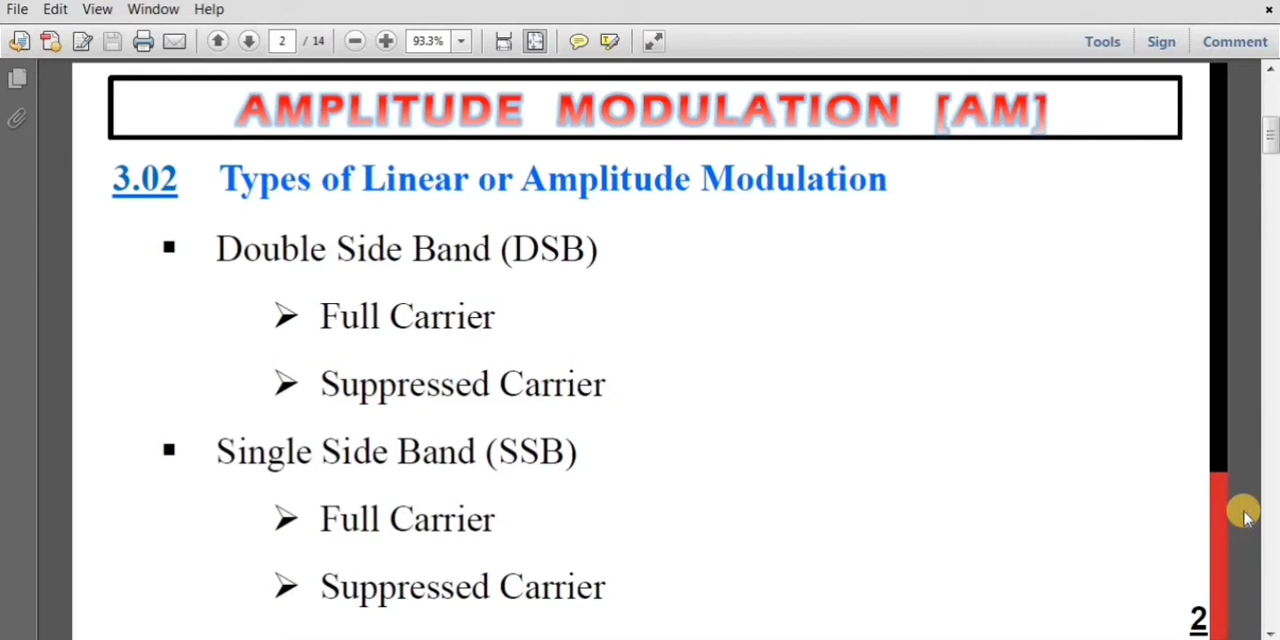 File Edit View Window Help
2 / 14 93.3% Tools Sign Comment
AMPLITUDE MODULATION [AM]
3.02 Types of Linear or Amplitude Modulation
▪ Double Side Band (DSB)
➢ Full Carrier
➢ Suppressed Carrier
▪ Single Side Band (SSB)
➢ Full Carrier
➢ Suppressed Carrier
2